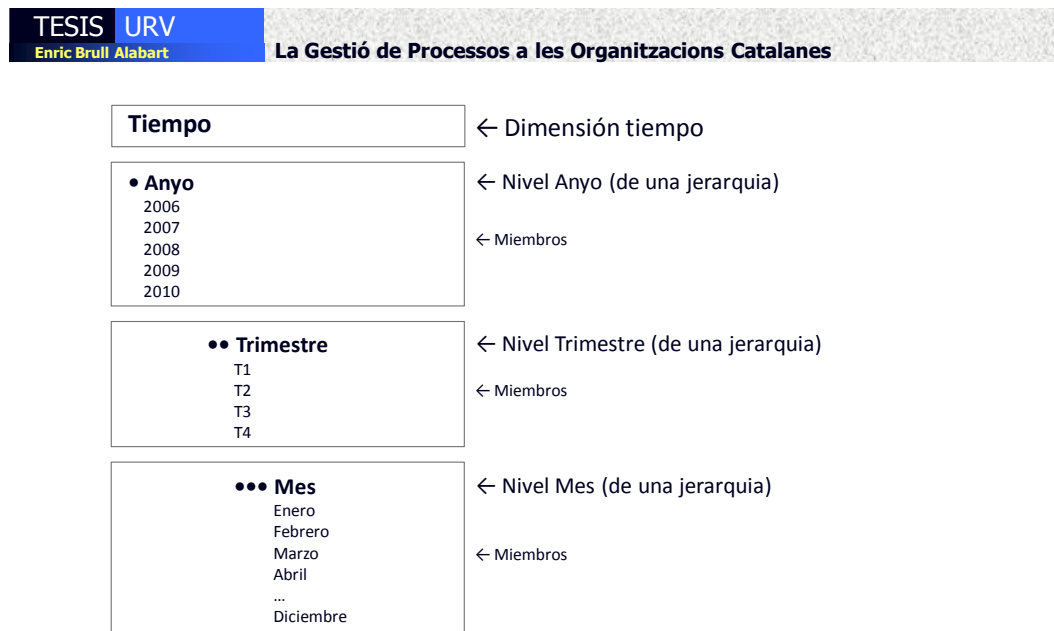 TESIS URV
Enric Brull Alabart
La Gestió de Processos a les Organitzacions Catalanes
Tiempo
← Dimensión tiempo
• Anyo
← Nivel Anyo (de una jerarquia)
2006
2007
← Miembros
2008
2009
2010
•• Trimestre
← Nivel Trimestre (de una jerarquia)
T1
T2
← Miembros
T3
T4
••• Mes
← Nivel Mes (de una jerarquia)
Enero
Febrero
Marzo
← Miembros
Abril
...
Diciembre